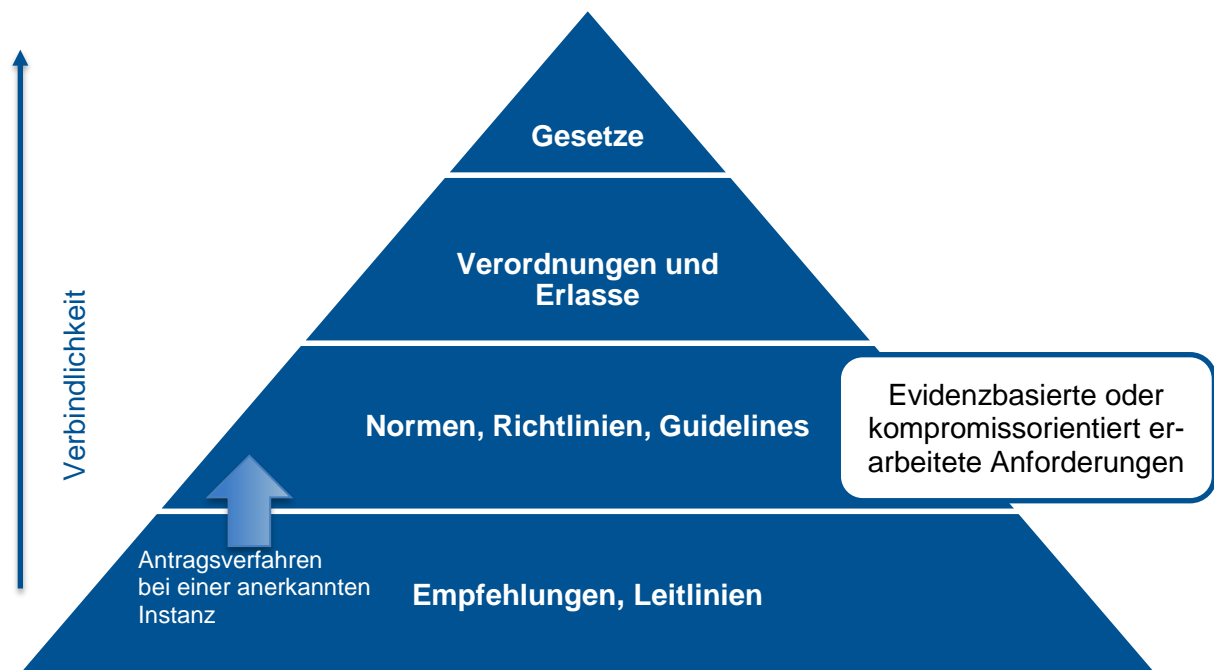 Gesetze
Verordnungen und
Erlasse
Verbindlichkeit
Normen, Richtlinien, Guidelines
Evidenzbasierte oder
kompromissorientiert er-
arbeitete Anforderungen
Antragsverfahren
bei einer anerkannten
Instanz
Empfehlungen, Leitlinien